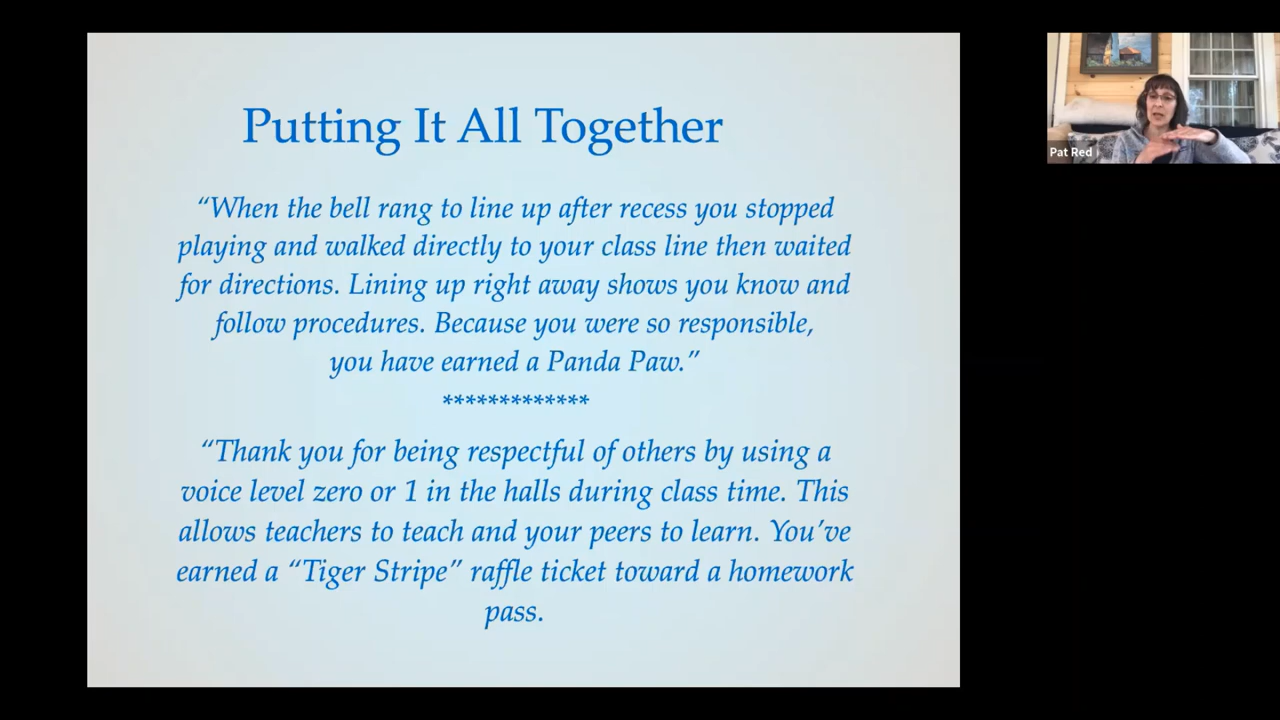 Putting It All Together
“When the bell rang to line up after recess you stopped
playing and walked directly to your class line then waited
for directions. Lining up right away shows you know and
follow procedures. Because you were so responsible,
you have earned a Panda Paw.”
*************
“Thank you for being respectful of others by using a
voice level zero or 1 in the halls during class time. This
allows teachers to teach and your peers to learn. You’ve
earned a “Tiger Stripe” raffle ticket toward a homework
pass.
Pat Red